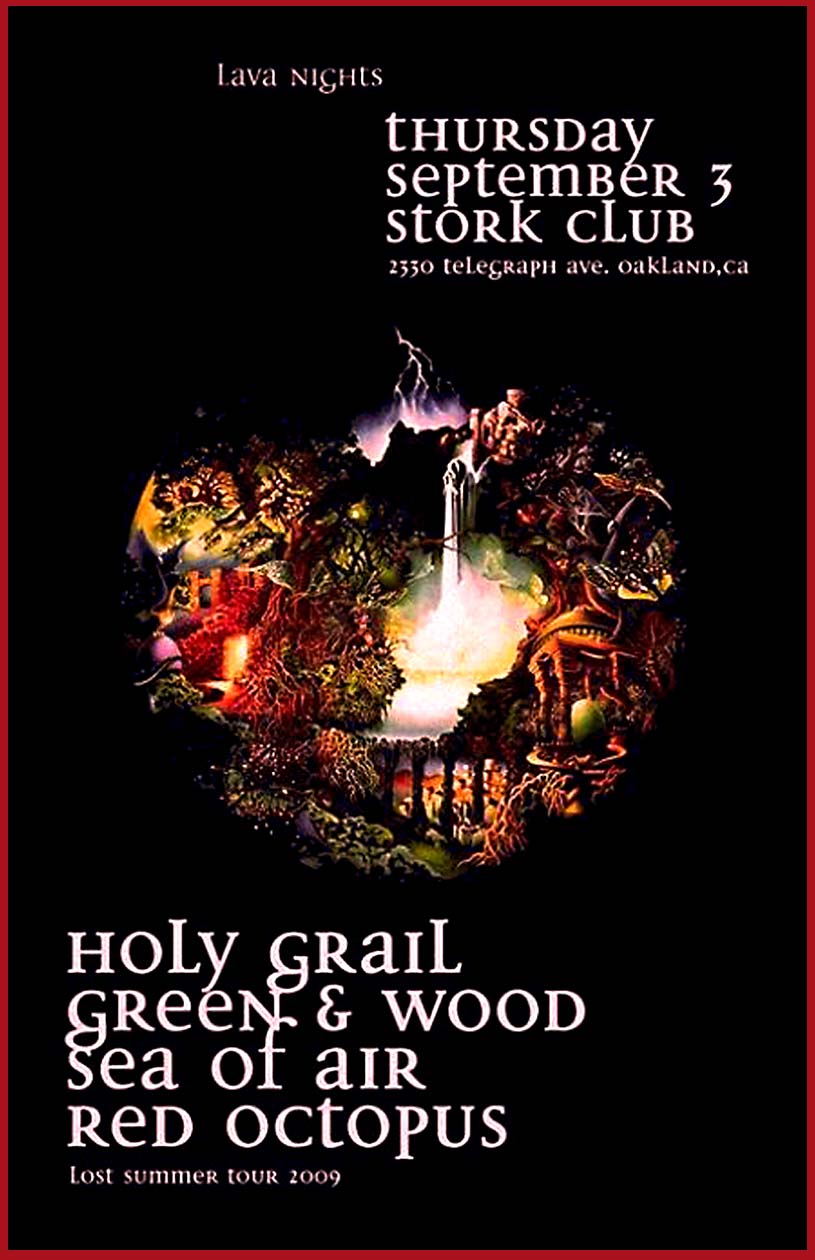 Lava Nights
Thursday
September 3
Stork Club
2330 Telegraph Ave. Oakland,CA
Holy Grail
Green & Wood
Sea of Air
Red Octopus
Lost Summer Tour 2009